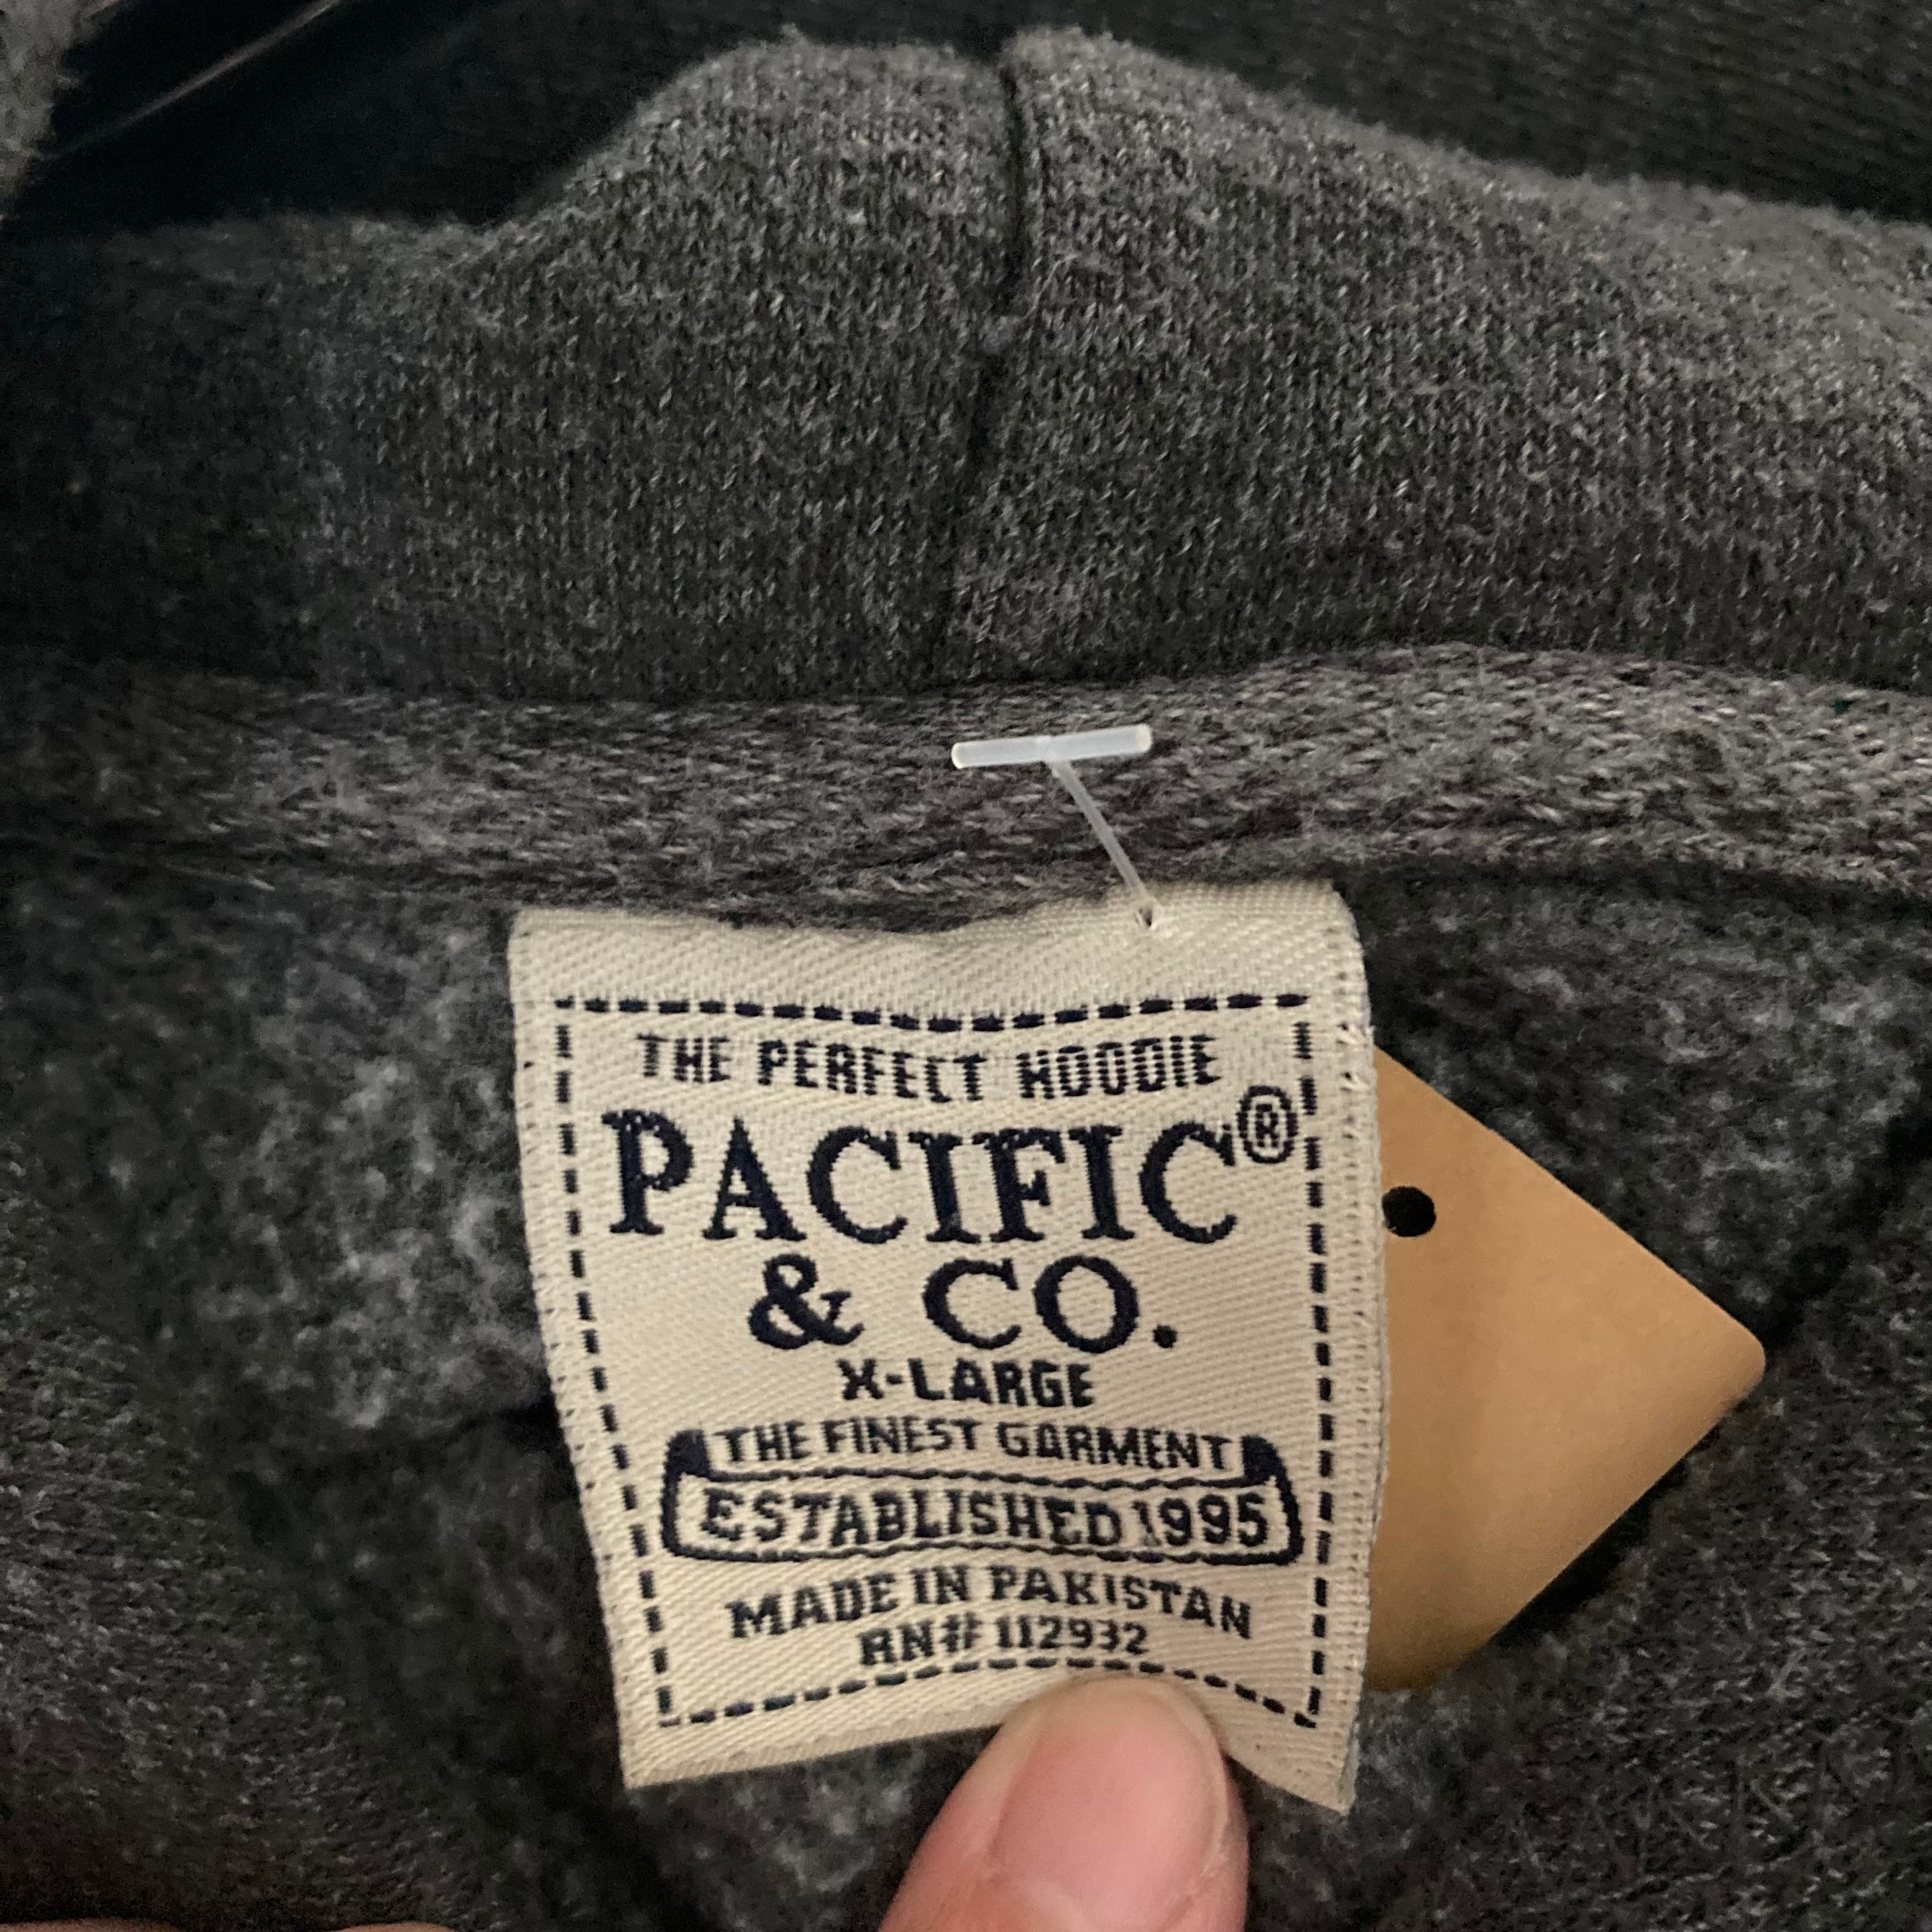 THE PERFECT HOODIE
PACIFIC®
& CO.
X-LARGE
THE FINEST GARMENT
ESTABLISHED 1995
MADE IN PAKISTAN
RN# 112932